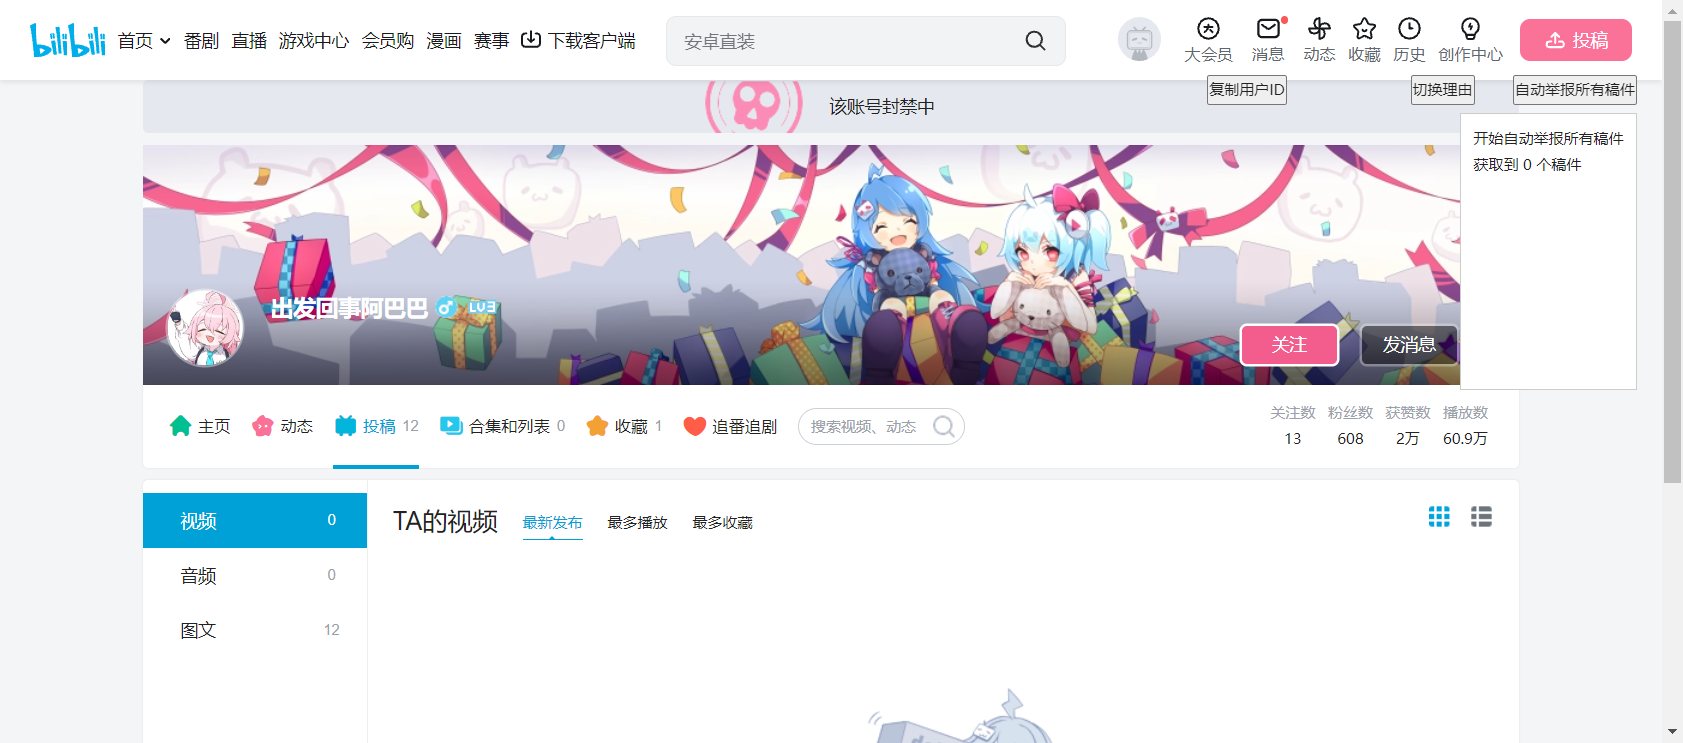 bilibili 首页 番剧 直播 游戏中心 会员购 漫画 赛事 下载客户端
安卓直装
大会员 消息 动态 收藏 历史 创作中心 投稿
复制用户ID 切换理由 自动举报所有稿件
该账号封禁中
开始自动举报所有稿件
获取到 0 个稿件
出发回事阿巴巴 LV3
关注 发消息
主页 动态 投稿 12 合集和列表 0 收藏 1 追番追剧 搜索视频、动态
关注数 粉丝数 获赞数 播放数
13 608 2万 60.9万
视频 0
音频 0
图文 12
TA的视频 最新发布 最多播放 最多收藏